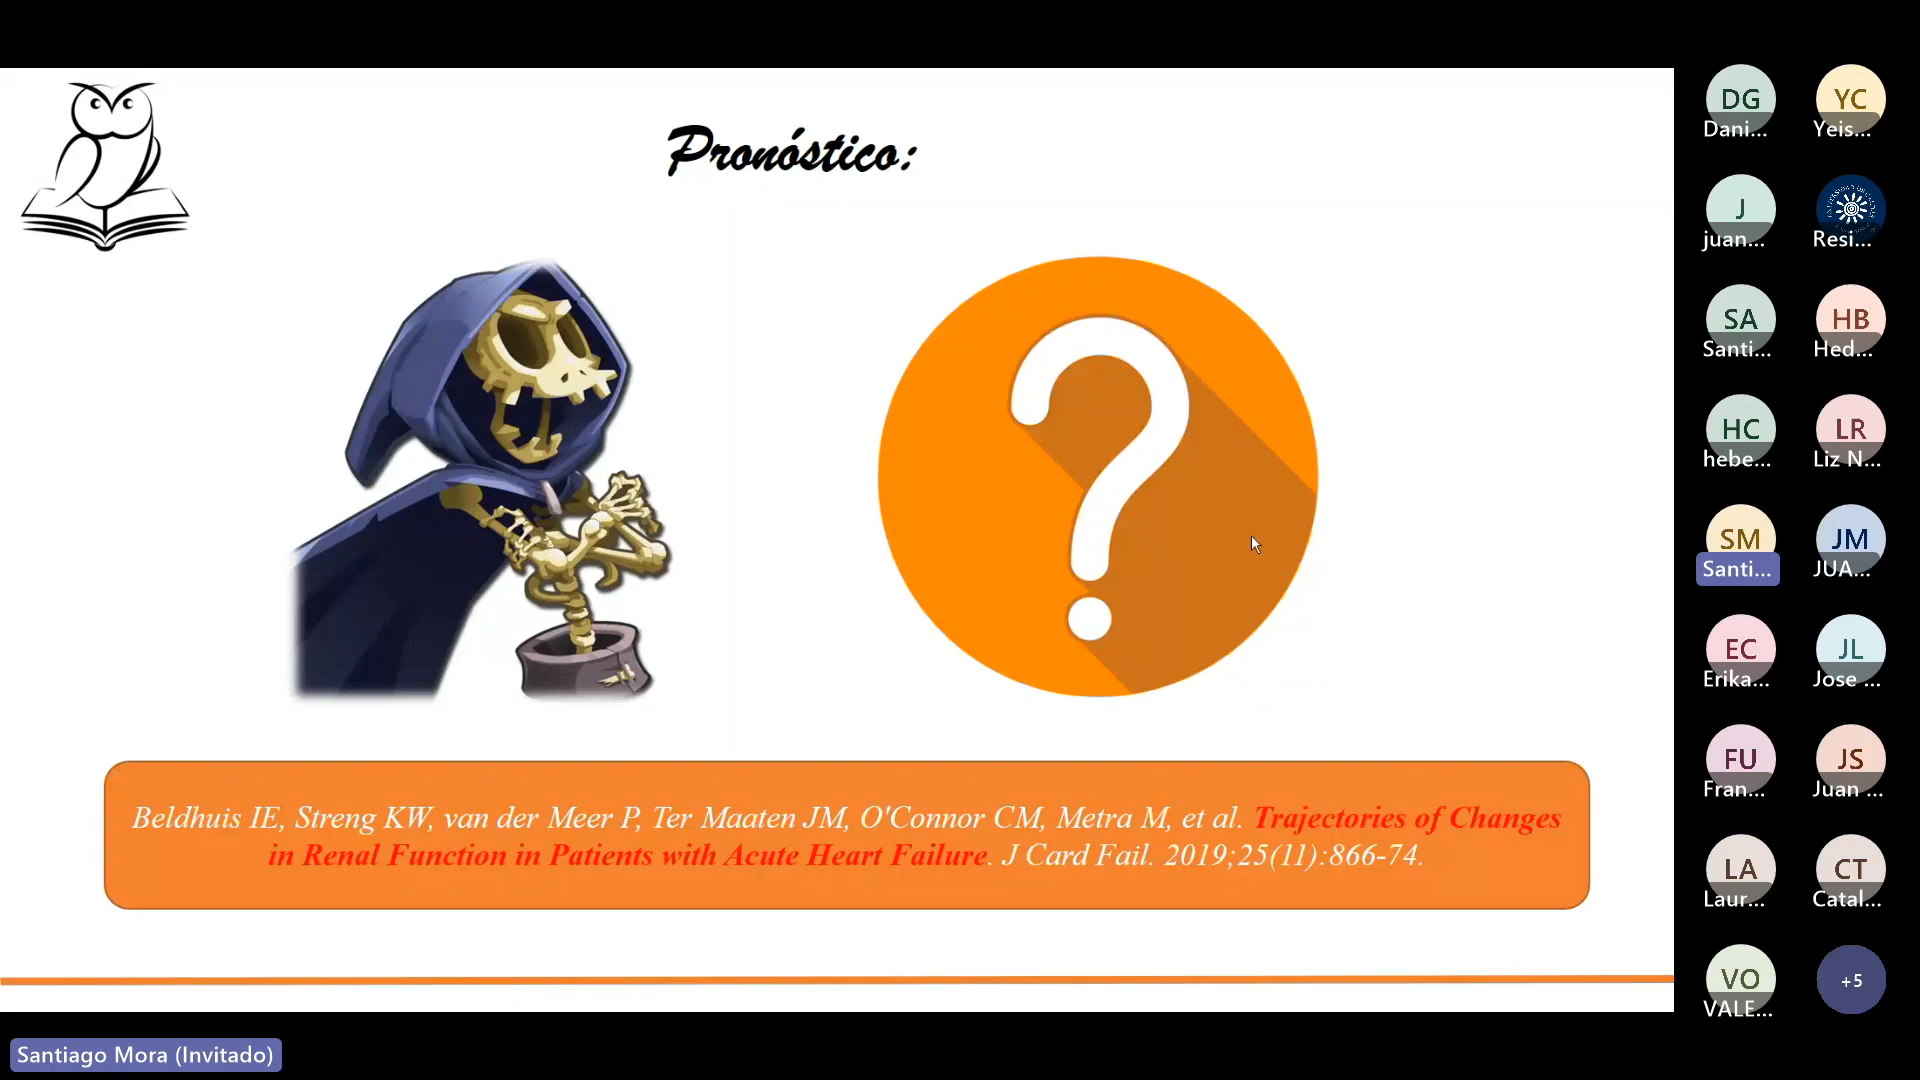 Pronóstico:
Beldhuis IE, Streng KW, van der Meer P, Ter Maaten JM, O'Connor CM, Metra M, et al. Trajectories of Changes
in Renal Function in Patients with Acute Heart Failure. J Card Fail. 2019;25(11):866-74.
DG
Dani...
YC
Yeis...
J
juan...
Resi...
SA
Santi...
HB
Hed...
HC
hebe...
LR
Liz N...
SM
Santi...
JM
JUA...
EC
Erika...
JL
Jose ...
FU
Fran...
JS
Juan ...
LA
Laur...
CT
Catal...
VO
VALE...
+5
Santiago Mora (Invitado)